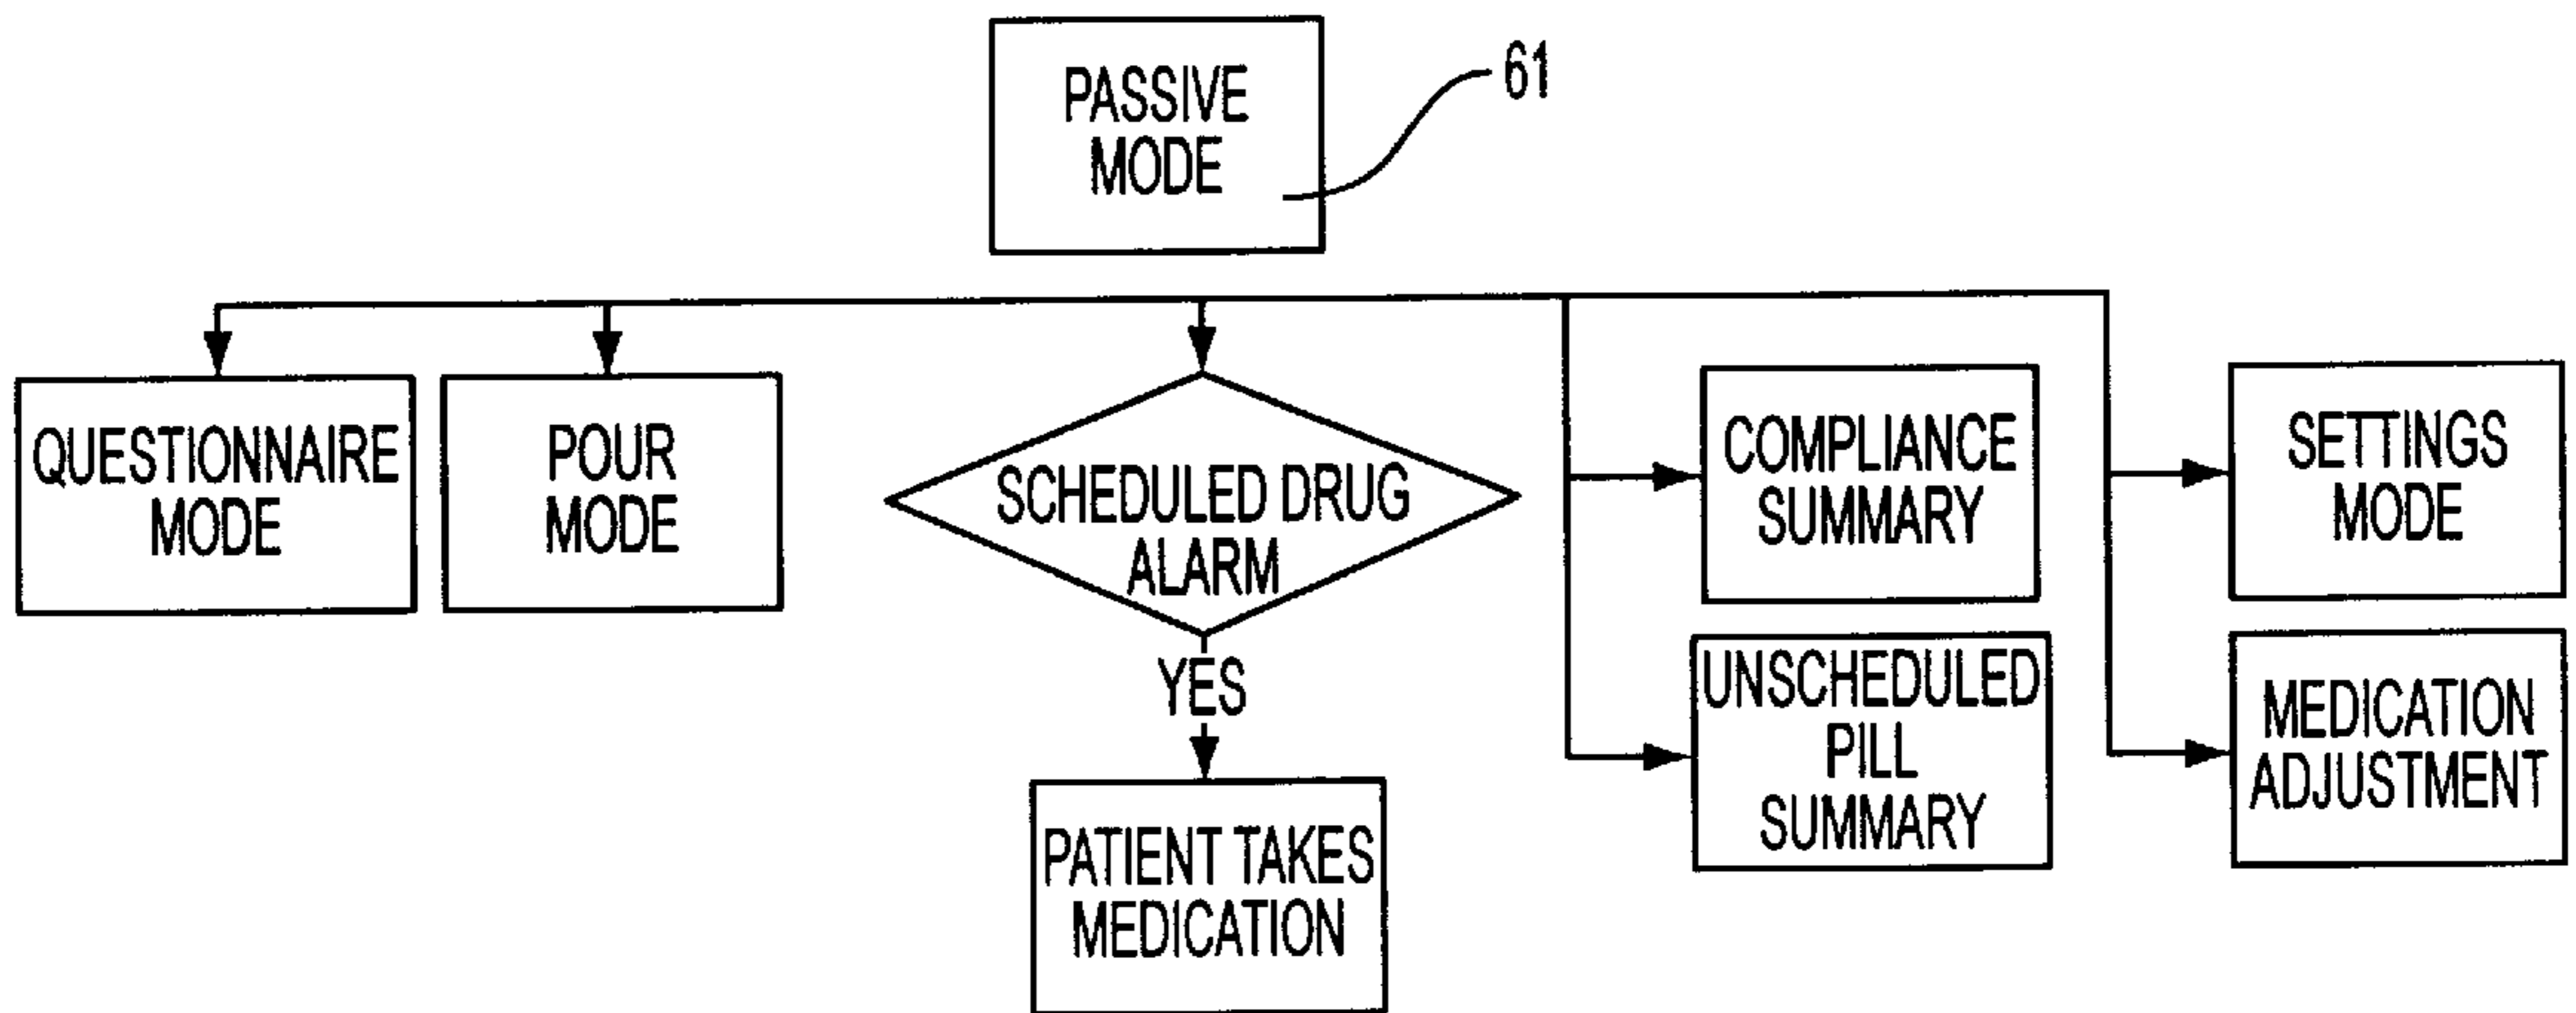 PASSIVE
MODE
61
QUESTIONNAIRE
MODE
POUR
MODE
SCHEDULED DRUG
ALARM
YES
PATIENT TAKES
MEDICATION
COMPLIANCE
SUMMARY
UNSCHEDULED
PILL
SUMMARY
SETTINGS
MODE
MEDICATION
ADJUSTMENT